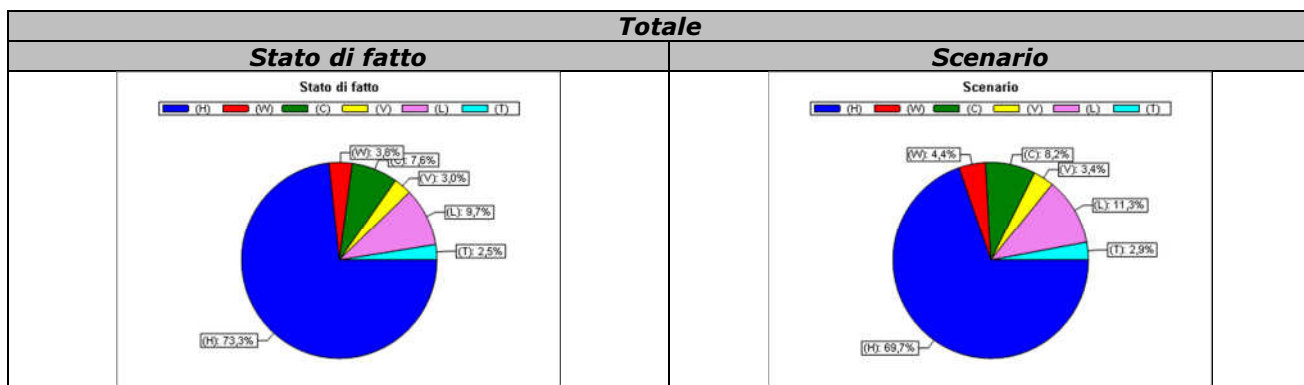 Totale
Stato di fatto
Scenario
Stato di fatto
(H) (W) (C) (V) (L) (T)
(W): 3,8%
(C): 7,6%
(V): 3,0%
(L): 9,7%
(T): 2,5%
(H): 73,3%
Scenario
(H) (W) (C) (V) (L) (T)
(W): 4,4%
(C): 8,2%
(V): 3,4%
(L): 11,3%
(T): 2,9%
(H): 69,7%